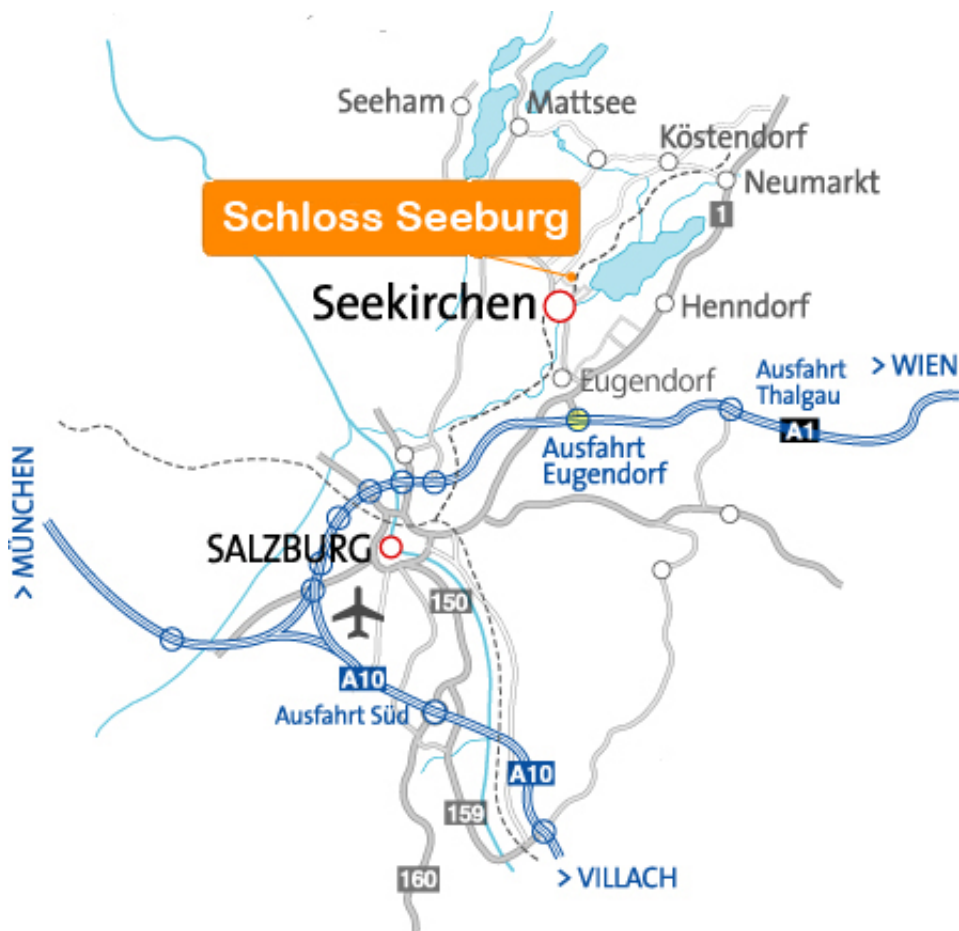 Seeham
Mattsee
Köstendorf
Neumarkt
Schloss Seeburg
1
Seekirchen
Henndorf
Eugendorf
Ausfahrt
Thalgau
> WIEN
A1
Ausfahrt
Eugendorf
> MÜNCHEN
SALZBURG
150
A10
Ausfahrt Süd
A10
159
160
> VILLACH